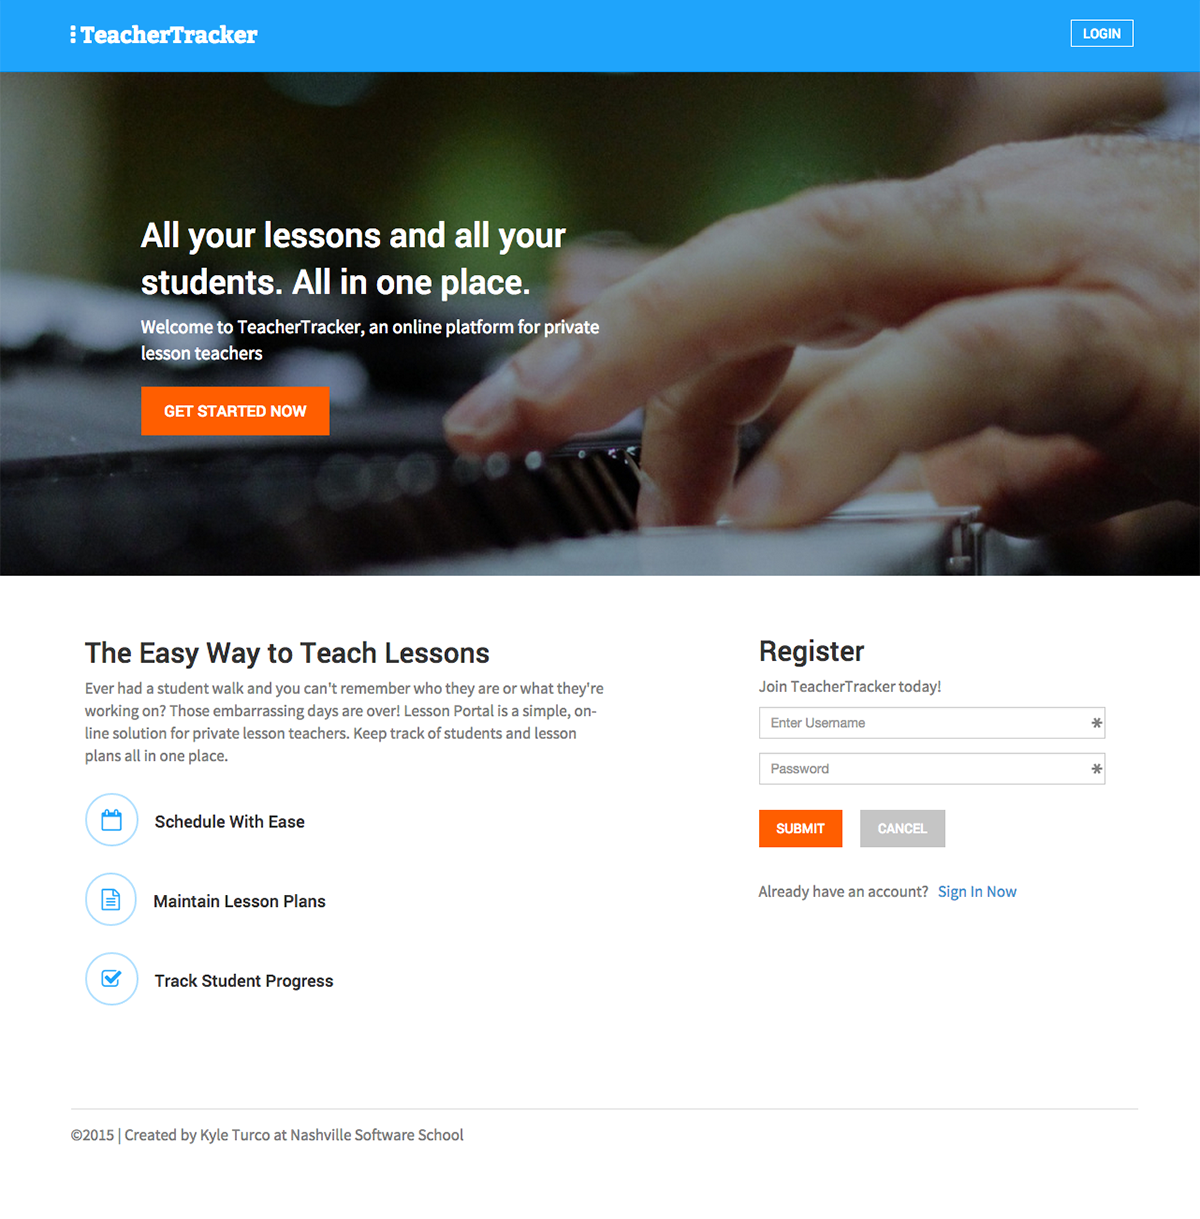 TeacherTracker
LOGIN
All your lessons and all your
students. All in one place.
Welcome to TeacherTracker, an online platform for private
lesson teachers
GET STARTED NOW
The Easy Way to Teach Lessons
Ever had a student walk and you can't remember who they are or what they're
working on? Those embarrassing days are over! Lesson Portal is a simple, on-
line solution for private lesson teachers. Keep track of students and lesson
plans all in one place.
Schedule With Ease
Maintain Lesson Plans
Track Student Progress
Register
Join TeacherTracker today!
Enter Username
Password
SUBMIT CANCEL
Already have an account? Sign In Now
©2015 | Created by Kyle Turco at Nashville Software School